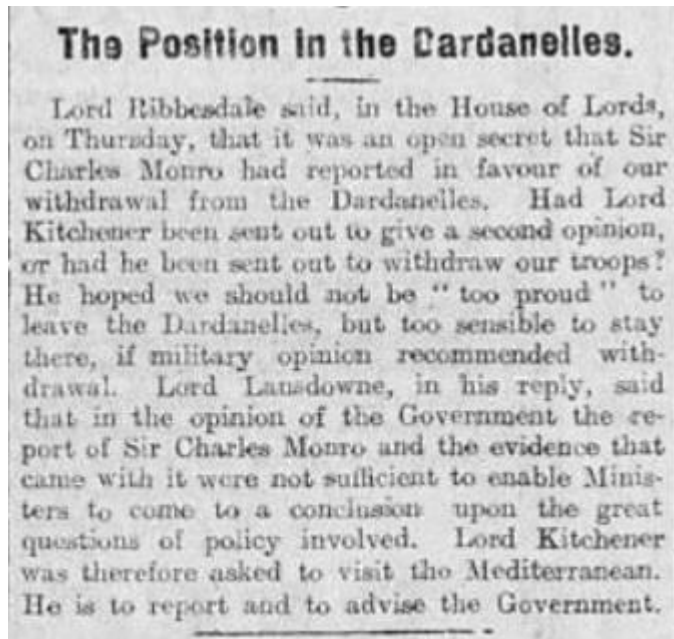 The Position in the Dardanelles.
Lord Ribbesdale said, in the House of Lords,
on Thursday, that it was an open secret that Sir
Charles Monro had reported in favour of our
withdrawal from the Dardanelles. Had Lord
Kitchener been sent out to give a second opinion,
or had he been sent out to withdraw our troops?
He hoped we should not be "too proud" to
leave the Dardanelles, but too sensible to stay
there, if military opinion recommended with-
drawal. Lord Lansdowne, in his reply, said
that in the opinion of the Government the re-
port of Sir Charles Monro and the evidence that
came with it were not sufficient to enable Minis-
ters to come to a conclusion upon the great
questions of policy involved. Lord Kitchener
was therefore asked to visit the Mediterranean.
He is to report and to advise the Government.